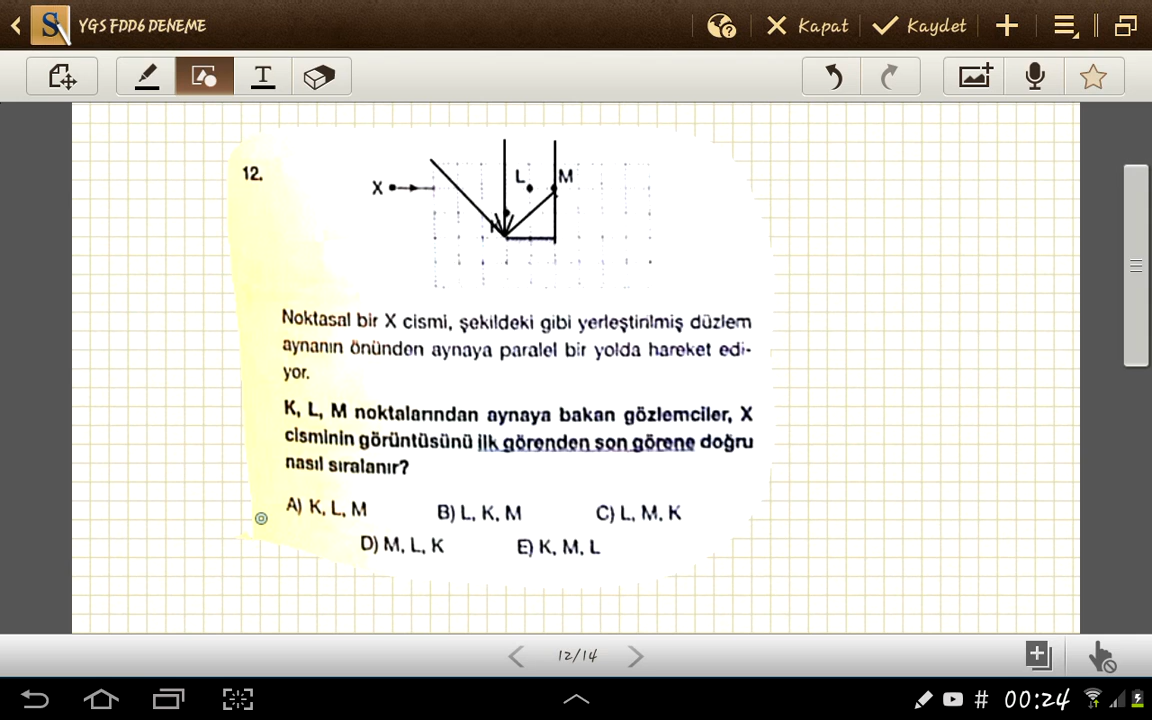 YGS FDD6 DENEME
Kapat
Kaydet
T
12.
X
L
M
Noktasal bir X cismi, şekildeki gibi yerleştirilmiş düzlem
aynanın önünden aynaya paralel bir yolda hareket edi-
yor.
K, L, M noktalarından aynaya bakan gözlemciler, X
cisminin görüntüsünü ilk görenden son görene doğru
nasıl sıralanır?
A) K, L, M
B) L, K, M
C) L, M, K
D) M, L, K
E) K, M, L
12/14
# 00:24